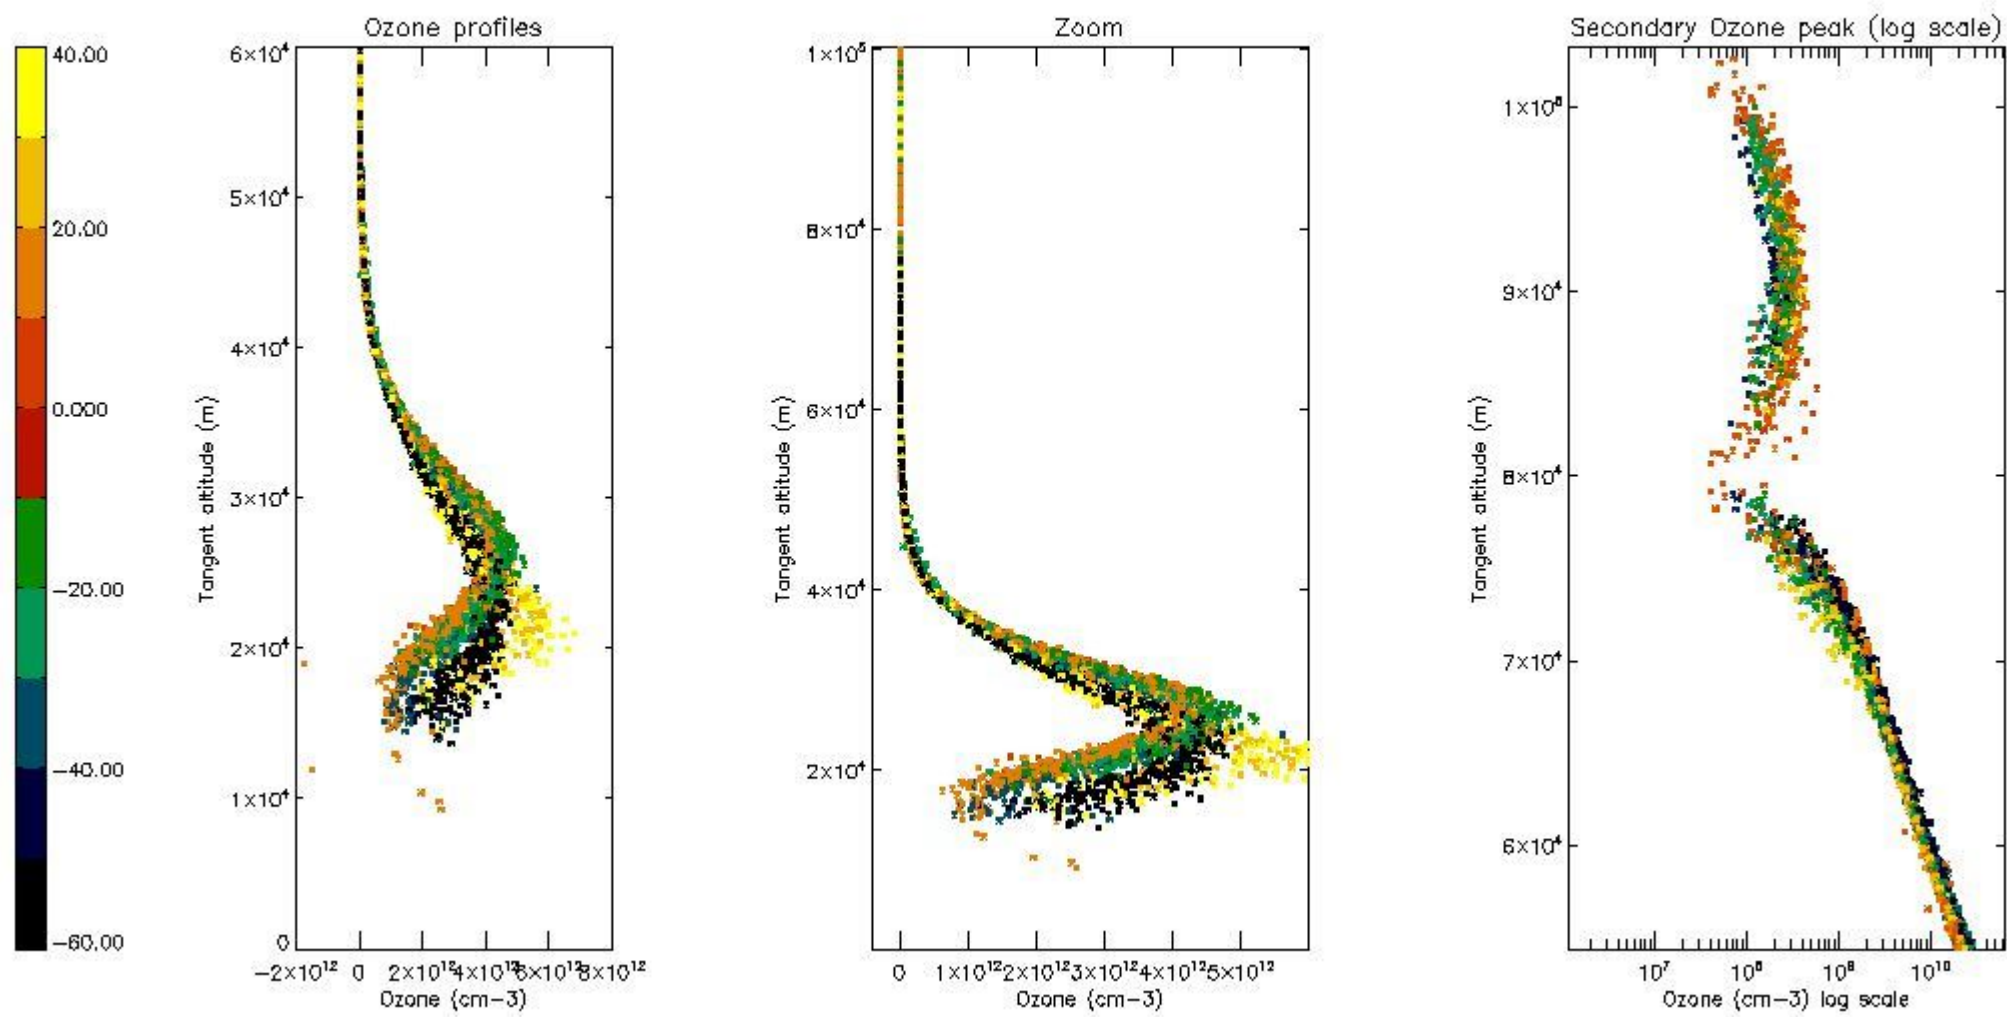 Ozone profiles
Zoom
Secondary Ozone peak (log scale)
40.00
20.00
0.000
−20.00
−40.00
−60.00
6×10⁴
5×10⁴
4×10⁴
3×10⁴
2×10⁴
1×10⁴
0
Tangent altitude (m)
−2×10¹² 0 2×10¹² 4×10¹² 6×10¹² 8×10¹²
Ozone (cm−3)
1×10⁵
8×10⁴
6×10⁴
4×10⁴
2×10⁴
Tangent altitude (m)
0 1×10¹² 2×10¹² 3×10¹² 4×10¹² 5×10¹²
Ozone (cm−3)
1×10⁵
9×10⁴
8×10⁴
7×10⁴
6×10⁴
Tangent altitude (m)
10⁷ 10⁸ 10⁹ 10¹⁰
Ozone (cm−3) log scale